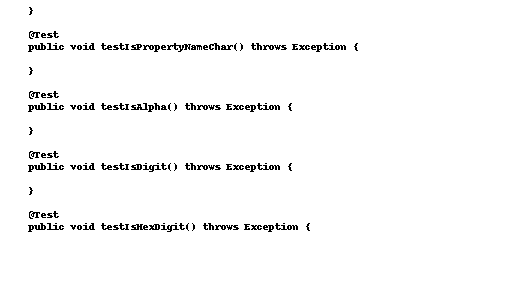 }
@Test
public void testIsPropertyNameChar() throws Exception {
}
@Test
public void testIsAlpha() throws Exception {
}
@Test
public void testIsDigit() throws Exception {
}
@Test
public void testIsHexDigit() throws Exception {